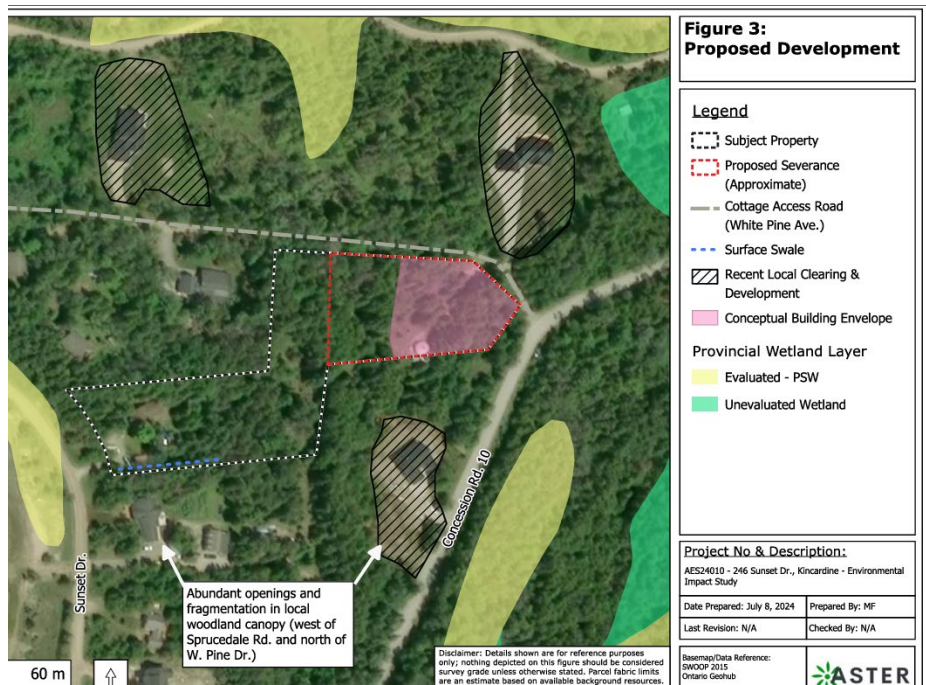 Figure 3:
Proposed Development
Legend
Subject Property
Proposed Severance
(Approximate)
Cottage Access Road
(White Pine Ave.)
Surface Swale
Recent Local Clearing &
Development
Conceptual Building Envelope
Provincial Wetland Layer
Evaluated - PSW
Unevaluated Wetland
Concession Rd. 10
Sunset Dr.
Abundant openings and
fragmentation in local
woodland canopy (west of
Sprucedale Rd. and north of
W. Pine Dr.)
60 m
Disclaimer: Details shown are for reference purposes
only; nothing depicted on this figure should be considered
survey grade unless otherwise stated. Parcel fabric limits
are an estimate based on available background resources.
Project No & Description:
AES24010 - 246 Sunset Dr., Kincardine - Environmental
Impact Study
Date Prepared: July 8, 2024
Prepared By: MF
Last Revision: N/A
Checked By: N/A
Basemap/Data Reference:
SWOOP 2015
Ontario Geohub
ASTER